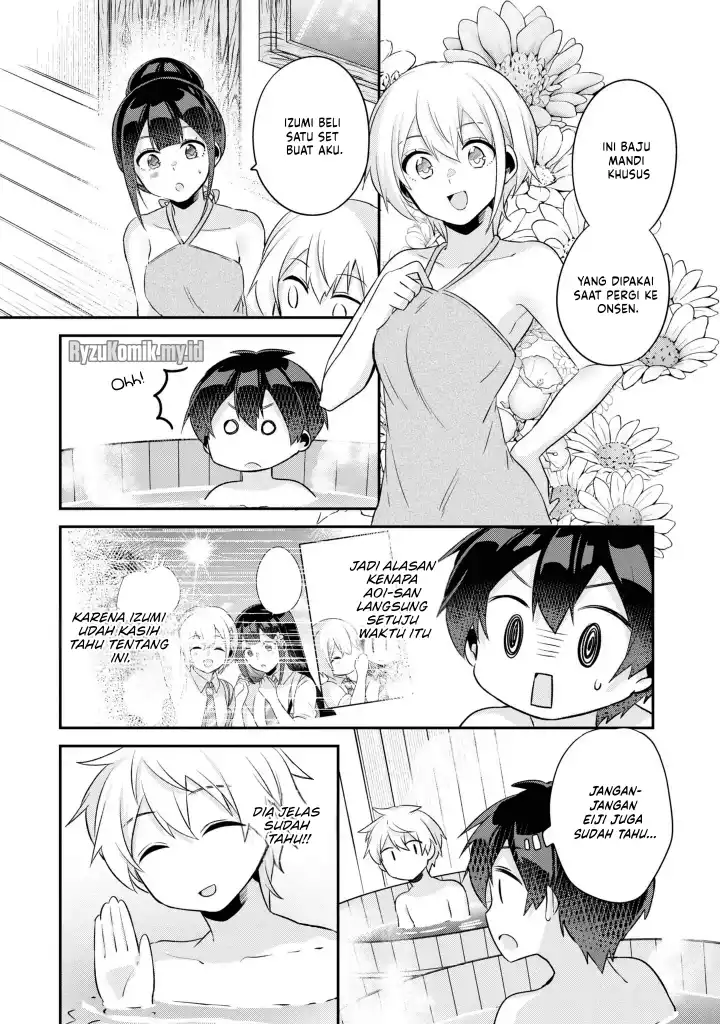 INI BAJU
MANDI
KHUSUS
YANG DIPAKAI
SAAT PERGI KE
ONSEN.
IZUMI BELI
SATU SET
BUAT AKU.
RyzuKomik.my.id
Ohh!
JADI ALASAN
KENAPA
AOI-SAN
LANGSUNG
SETUJU
WAKTU ITU
KARENA IZUMI
UDAH KASIH
TAHU TENTANG
INI.
JANGAN-
JANGAN
EIJI JUGA
SUDAH TAHU...
DIA JELAS
SUDAH
TAHU!!